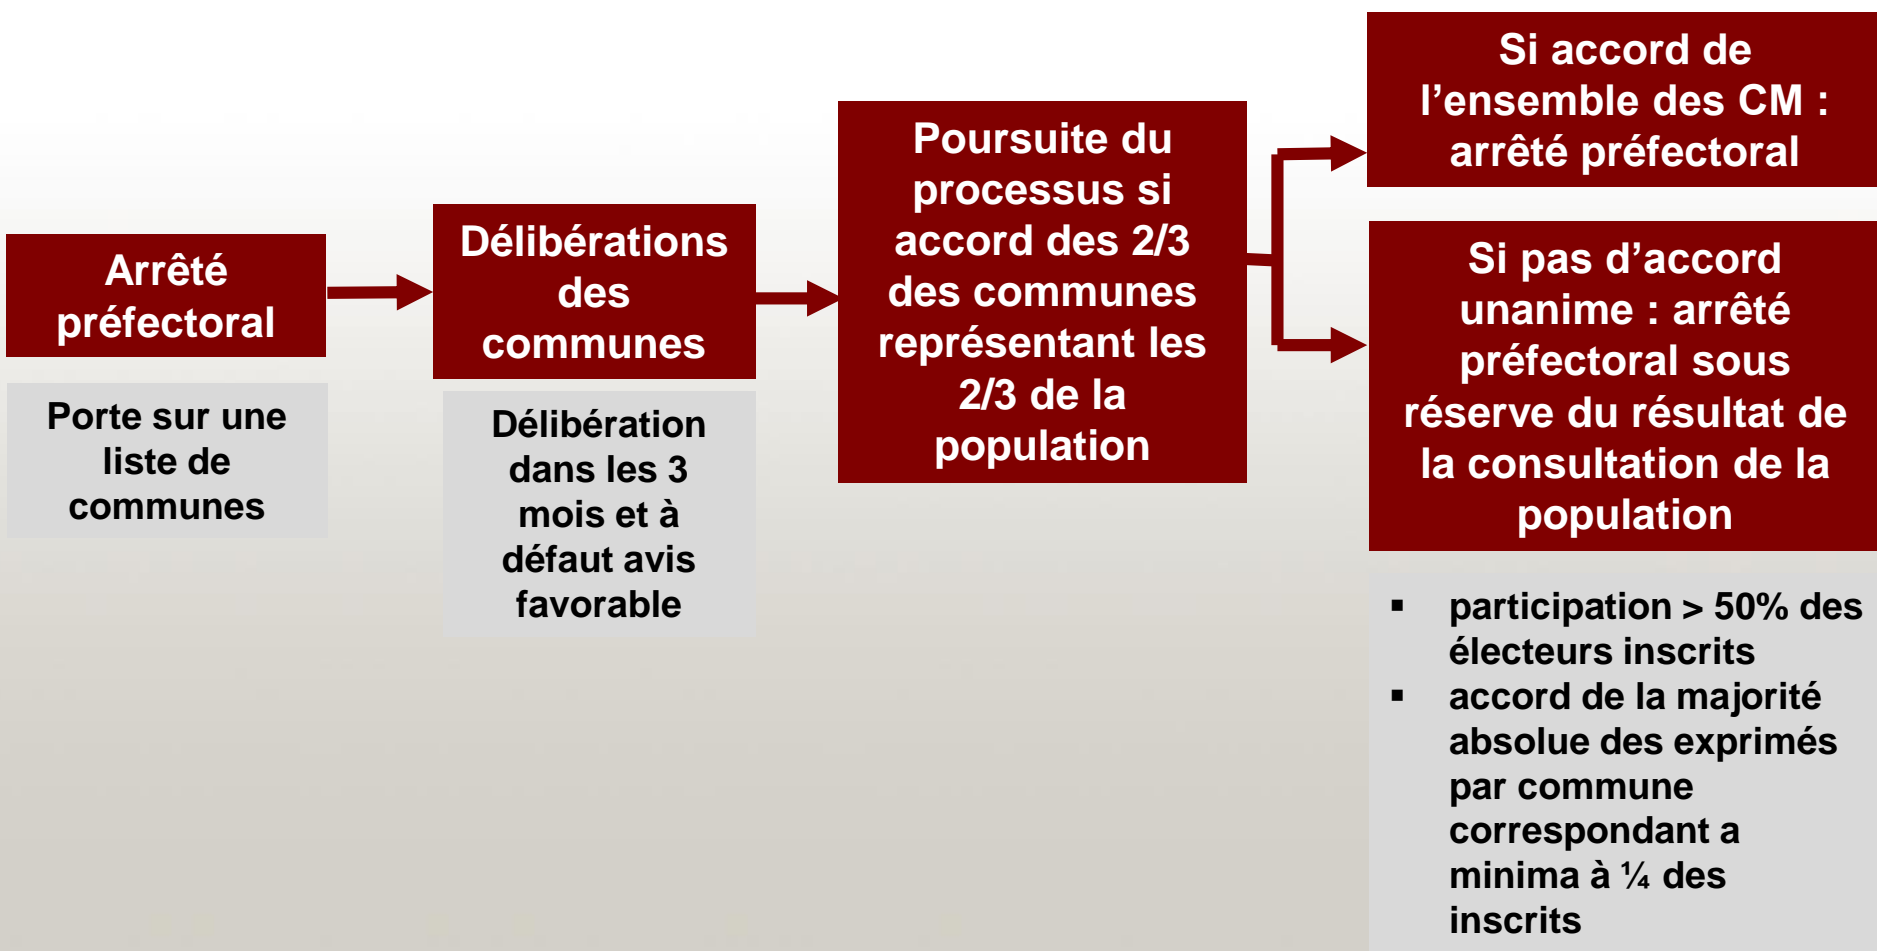 Arrêté
préfectoral
Porte sur une
liste de
communes
Délibérations
des
communes
Délibération
dans les 3
mois et à
défaut avis
favorable
Poursuite du
processus si
accord des 2/3
des communes
représentant les
2/3 de la
population
Si accord de
l’ensemble des CM :
arrêté préfectoral
Si pas d’accord
unanime : arrêté
préfectoral sous
réserve du résultat de
la consultation de la
population
▪ participation > 50% des
électeurs inscrits
▪ accord de la majorité
absolue des exprimés
par commune
correspondant a
minima à ¼ des
inscrits